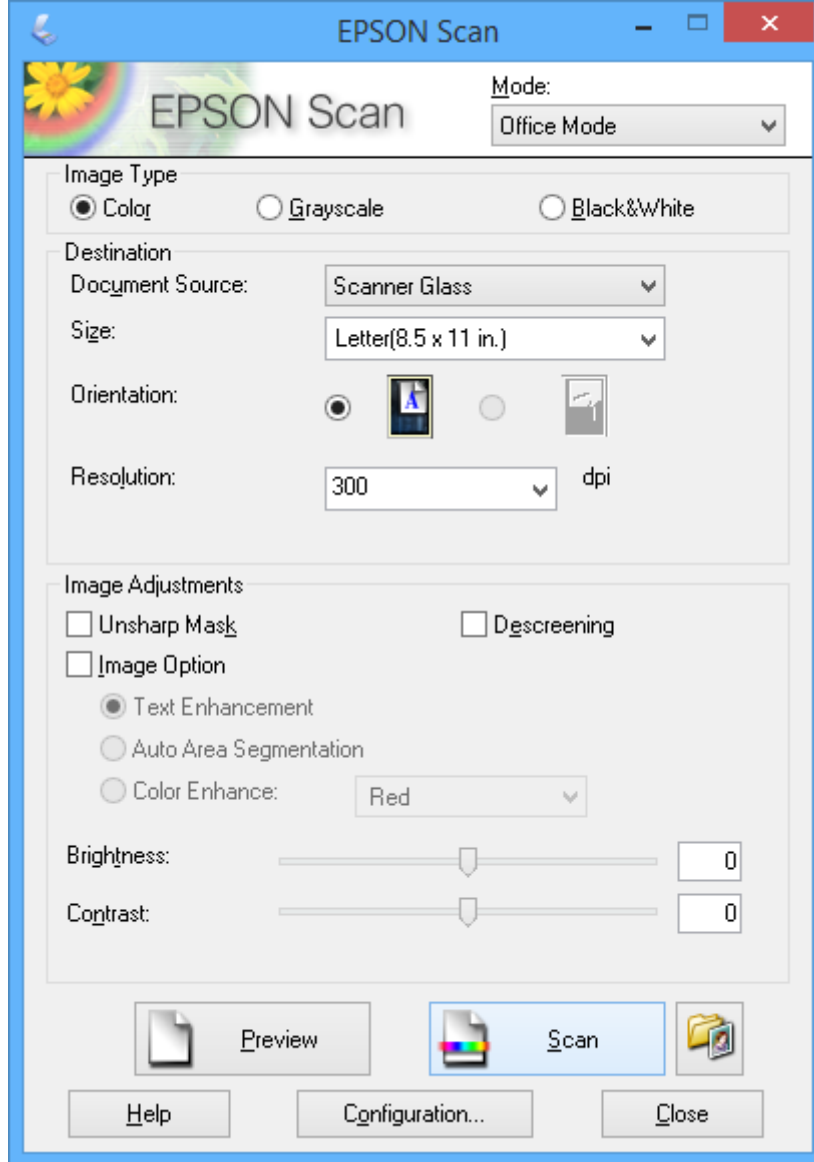 EPSON Scan
EPSON Scan
Mode:
Office Mode
Image Type
Color Grayscale Black&White
Destination
Document Source: Scanner Glass
Size: Letter(8.5 x 11 in.)
Orientation: A
Resolution: 300 dpi
Image Adjustments
Unsharp Mask Descreening
Image Option
Text Enhancement
Auto Area Segmentation
Color Enhance: Red
Brightness: 0
Contrast: 0
Preview Scan
Help Configuration... Close